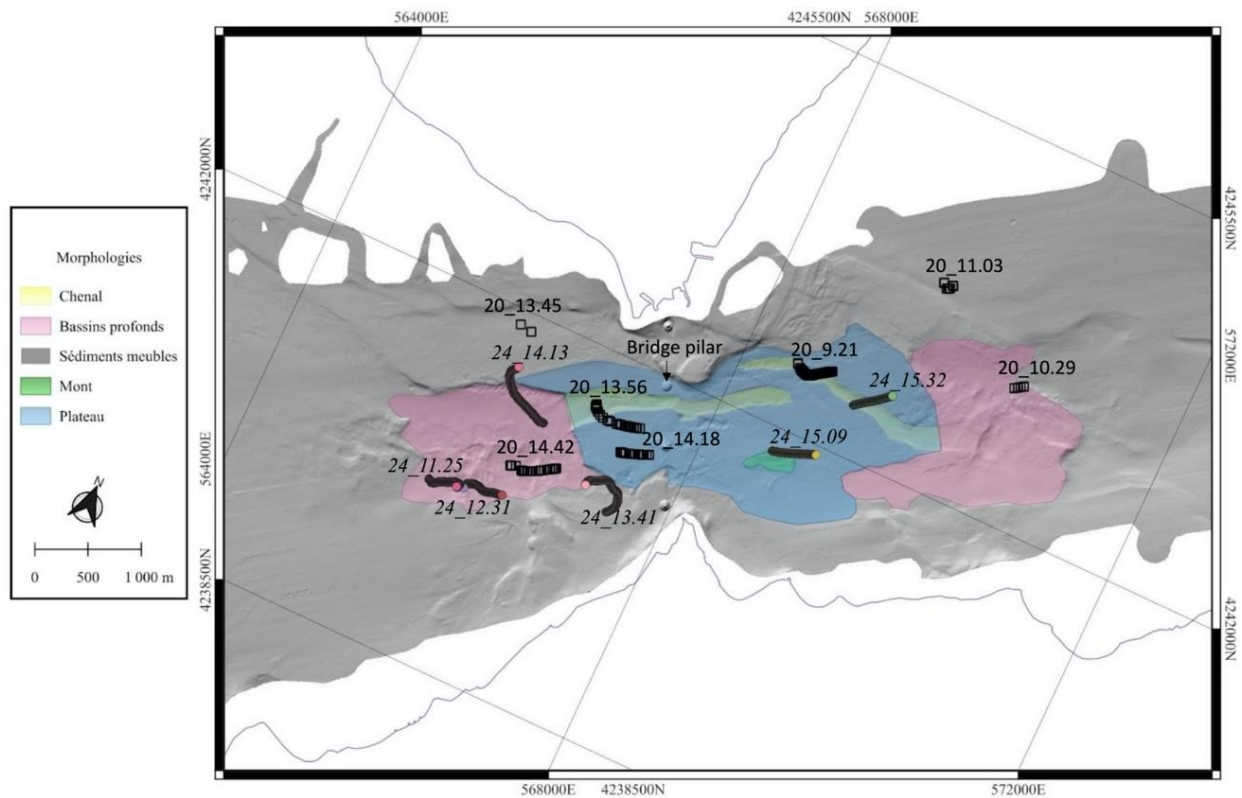 564000E
4245500N
568000E
4242000N
4245500N
Morphologies
Chenal
Bassins profonds
Sédiments meubles
Mont
Plateau
N
0
500
1 000 m
20_11.03
20_13.45
Bridge pilar
20_9.21
24_14.13
20_13.56
24_15.32
20_10.29
572000E
24_15.09
20_14.18
20_14.42
24_11.25
24_12.31
24_13.41
564000E
4238500N
4242000N
568000E
4238500N
572000E